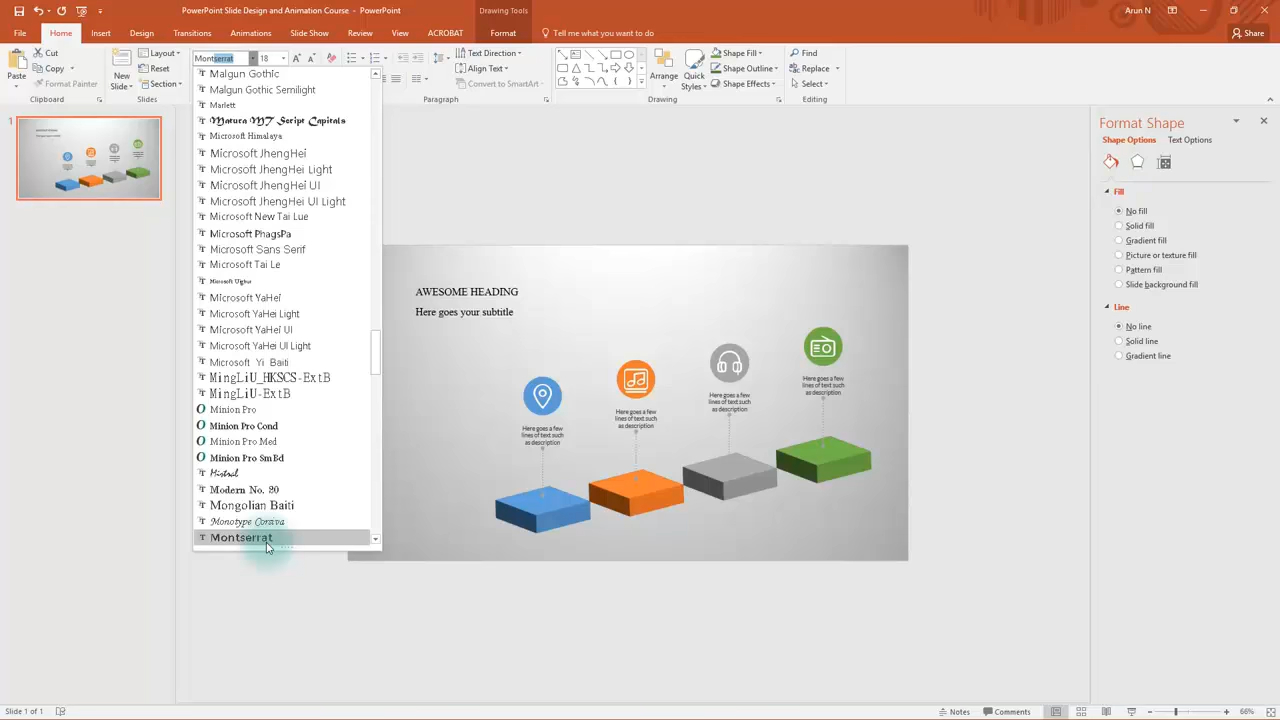 PowerPoint Slide Design and Animation Course - PowerPoint
Drawing Tools
Arun N
File
Home
Insert
Design
Transitions
Animations
Slide Show
Review
View
ACROBAT
Format
Tell me what you want to do
Share
Paste
Cut
Copy
Format Painter
Clipboard
New
Slide
Layout
Reset
Section
Slides
Montserrat
18
Text Direction
Align Text
Convert to SmartArt
Paragraph
Arrange
Quick
Styles
Shape Fill
Shape Outline
Shape Effects
Drawing
Find
Replace
Select
Editing
Malgun Gothic
Malgun Gothic Semilight
Marlett
Matura MT Script Capitals
Microsoft Himalaya
Microsoft JhengHei
Microsoft JhengHei Light
Microsoft JhengHei UI
Microsoft JhengHei UI Light
Microsoft New Tai Lue
Microsoft PhagsPa
Microsoft Sans Serif
Microsoft Tai Le
Microsoft Uighur
Microsoft YaHei
Microsoft YaHei Light
Microsoft YaHei UI
Microsoft YaHei UI Light
Microsoft Yi Baiti
MingLiU_HKSCS-ExtB
MingLiU-ExtB
Minion Pro
Minion Pro Cond
Minion Pro Med
Minion Pro SmBd
Mistral
Modern No. 20
Mongolian Baiti
Monotype Corsiva
Montserrat
1
AWESOME HEADING
Here goes your subtitle
Here goes a few
lines of text such
as description
Here goes a few
lines of text such
as description
Here goes a few
lines of text such
as description
Here goes a few
lines of text such
as description
Format Shape
Shape Options
Text Options
Fill
No fill
Solid fill
Gradient fill
Picture or texture fill
Pattern fill
Slide background fill
Line
No line
Solid line
Gradient line
Slide 1 of 1
Notes
Comments
66%